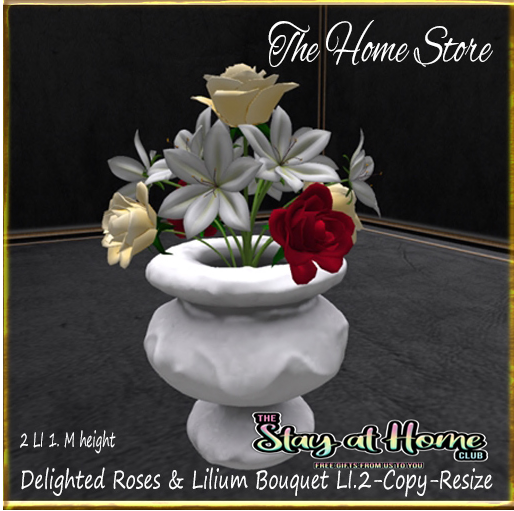 The Home Store
2 LI 1. M height
THE
Stay at Home
CLUB
FREE GIFTS FROM US TO YOU
Delighted Roses & Lilium Bouquet LI.2-Copy-Resize